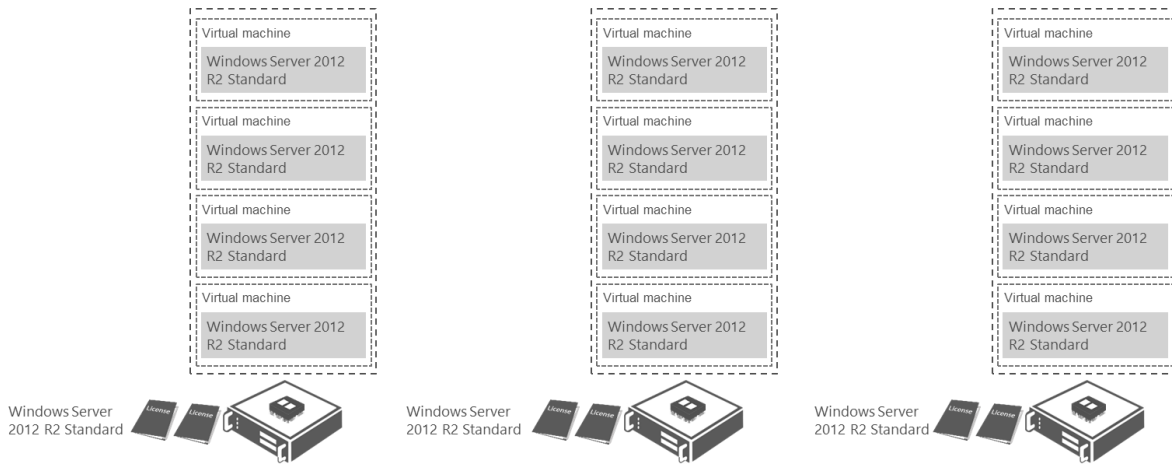 Virtual machine
Windows Server 2012
R2 Standard
Virtual machine
Windows Server 2012
R2 Standard
Virtual machine
Windows Server 2012
R2 Standard
Virtual machine
Windows Server 2012
R2 Standard
Windows Server
2012 R2 Standard
License
License
Virtual machine
Windows Server 2012
R2 Standard
Virtual machine
Windows Server 2012
R2 Standard
Virtual machine
Windows Server 2012
R2 Standard
Virtual machine
Windows Server 2012
R2 Standard
Windows Server
2012 R2 Standard
License
License
Virtual machine
Windows Server 2012
R2 Standard
Virtual machine
Windows Server 2012
R2 Standard
Virtual machine
Windows Server 2012
R2 Standard
Virtual machine
Windows Server 2012
R2 Standard
Windows Server
2012 R2 Standard
License
License